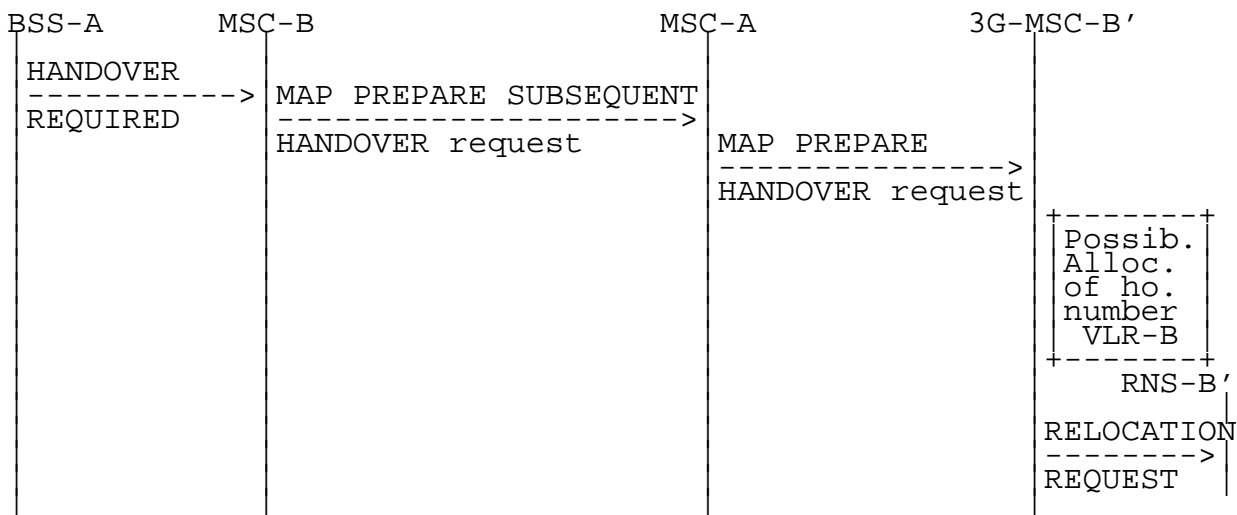 BSS-A MSC-B MSC-A 3G-MSC-B'
HANDOVER
REQUIRED
MAP PREPARE SUBSEQUENT
HANDOVER request
MAP PREPARE
HANDOVER request
Possib.
Alloc.
of ho.
number
VLR-B
RNS-B'
RELOCATION
REQUEST